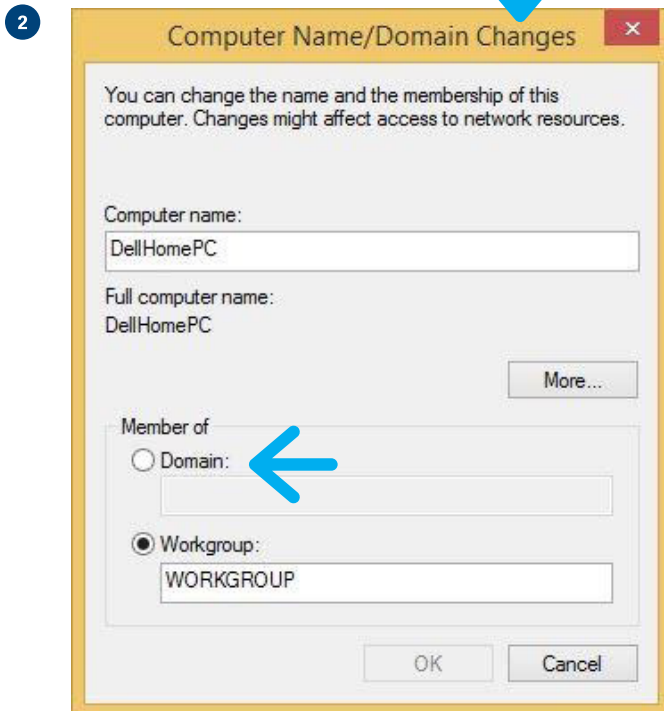 2
Computer Name/Domain Changes
You can change the name and the membership of this
computer. Changes might affect access to network resources.
Computer name:
DellHomePC
Full computer name:
DellHomePC
More...
Member of
Domain:
Workgroup:
WORKGROUP
OK Cancel